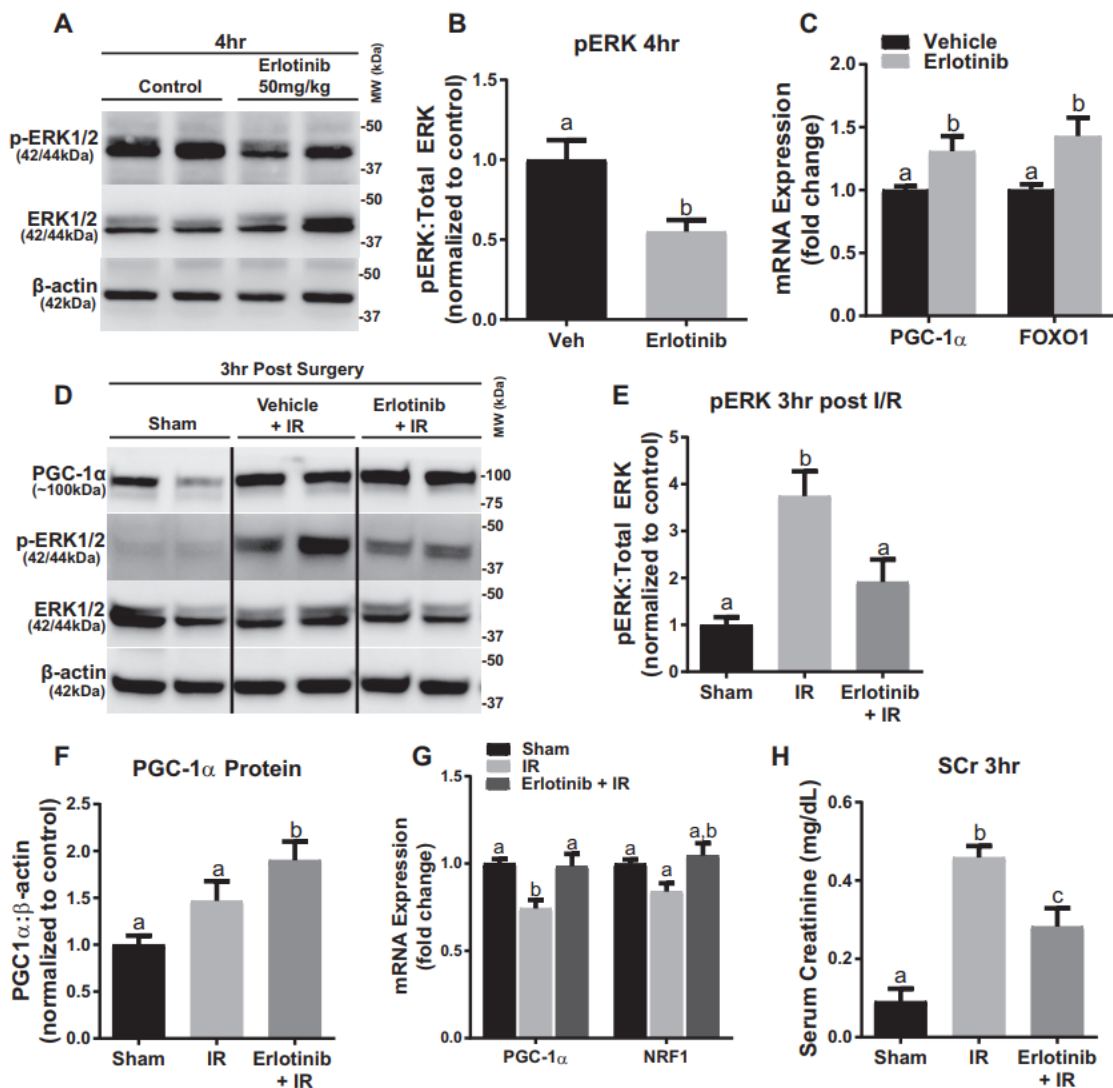 A
4hr
Control
Erlotinib
50mg/kg
MW (kDa)
p-ERK1/2
(42/44kDa)
-50
-37
ERK1/2
(42/44kDa)
-50
-37
β-actin
(42kDa)
-50
-37
B
pERK 4hr
pERK:Total ERK
(normalized to control)
1.5
1.0
0.5
0.0
a
b
Veh
Erlotinib
C
Vehicle
Erlotinib
mRNA Expression
(fold change)
2.0
1.5
1.0
0.5
0.0
a
b
a
b
PGC-1α
FOXO1
D
3hr Post Surgery
Sham
Vehicle
+ IR
Erlotinib
+ IR
MW (kDa)
PGC-1α
(~100kDa)
-100
-75
p-ERK1/2
(42/44kDa)
-50
-37
ERK1/2
(42/44kDa)
-50
-37
β-actin
(42kDa)
-50
-37
E
pERK 3hr post I/R
pERK:Total ERK
(normalized to control)
5
4
2
1
0
a
b
a
Sham
IR
Erlotinib
+ IR
F
PGC-1α Protein
PGC1α:β-actin
(normalized to control)
2.5
2.0
1.5
1.0
0.5
0.0
a
a
b
Sham
IR
Erlotinib
+ IR
G
Sham
IR
Erlotinib + IR
mRNA Expression
(fold change)
1.5
1.0
0.5
0.0
a
b
a
a
a
a,b
PGC-1α
NRF1
H
SCr 3hr
Serum Creatinine (mg/dL)
0.6
0.4
0.2
0.0
a
b
c
Sham
IR
Erlotinib
+ IR